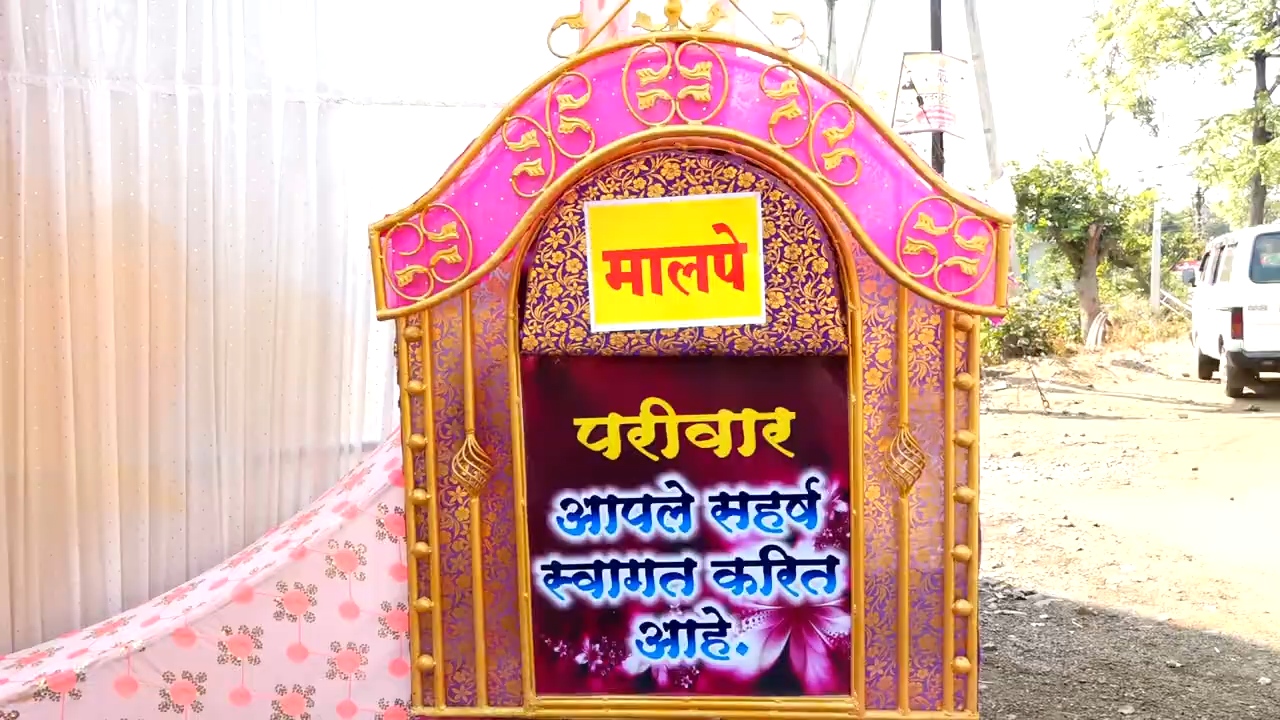 मालपे
परीवार
आपले सहर्ष
स्वागत करित
आहे.